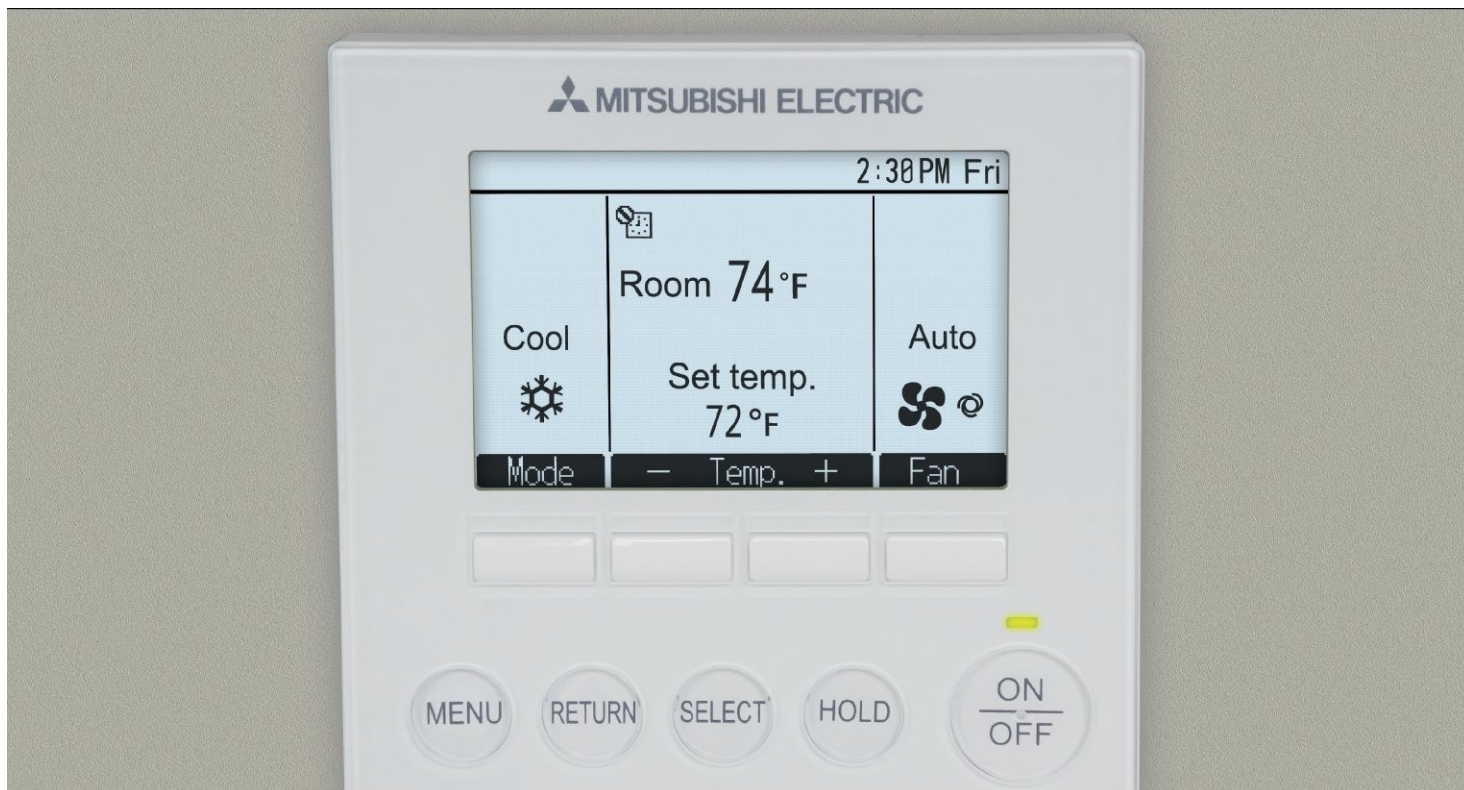 MITSUBISHI ELECTRIC
2:30PM Fri
Room 74°F
Cool
Auto
Set temp.
72°F
Mode
— Temp. +
Fan
MENU
RETURN
SELECT
HOLD
ON
OFF